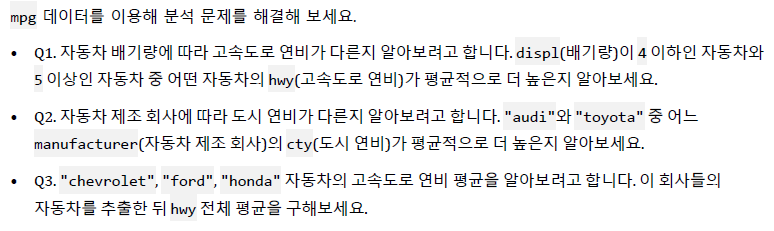 mpg 데이터를 이용해 분석 문제를 해결해 보세요.
• Q1. 자동차 배기량에 따라 고속도로 연비가 다른지 알아보려고 합니다. displ(배기량)이 4 이하인 자동차와
5 이상인 자동차 중 어떤 자동차의 hwy(고속도로 연비)가 평균적으로 더 높은지 알아보세요.
• Q2. 자동차 제조 회사에 따라 도시 연비가 다른지 알아보려고 합니다. "audi"와 "toyota" 중 어느
manufacturer(자동차 제조 회사)의 cty(도시 연비)가 평균적으로 더 높은지 알아보세요.
• Q3. "chevrolet", "ford", "honda" 자동차의 고속도로 연비 평균을 알아보려고 합니다. 이 회사들의
자동차를 추출한 뒤 hwy 전체 평균을 구해보세요.